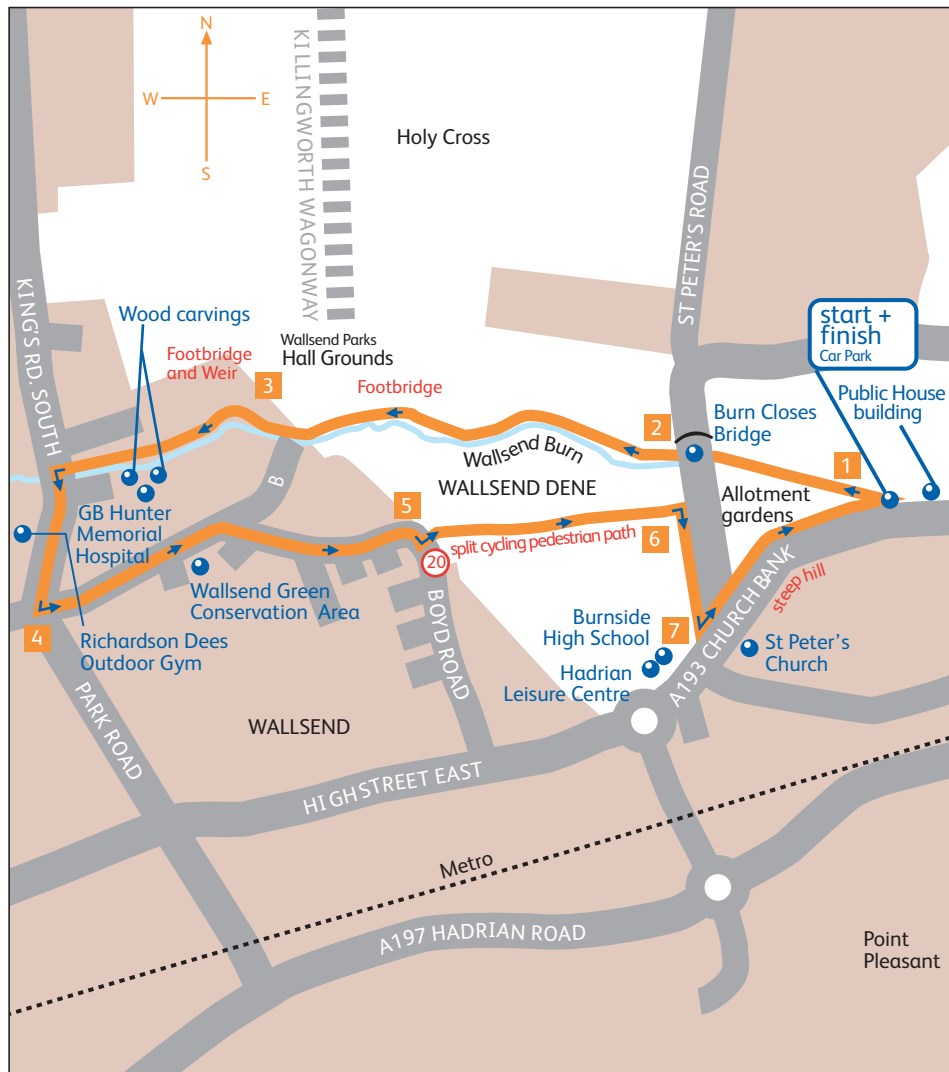 N
W
E
S
KILLINGWORTH WAGONWAY
Holy Cross
ST PETER'S ROAD
KING'S RD. SOUTH
Wood carvings
Footbridge
and Weir
Wallsend Parks
Hall Grounds
3
Footbridge
start +
finish
Car Park
Public House
building
2
Burn Closes
Bridge
1
Wallsend Burn
WALLSEND DENE
Allotment
gardens
B
GB Hunter
Memorial
Hospital
5
split cycling pedestrian path
6
20
Wallsend Green
Conservation Area
4
Richardson Dees
Outdoor Gym
BOYD ROAD
Burnside
High School
7
Hadrian
Leisure Centre
A193 CHURCH BANK
steep hill
St Peter's
Church
PARK ROAD
WALLSEND
HIGH STREET EAST
Metro
A197 HADRIAN ROAD
Point
Pleasant